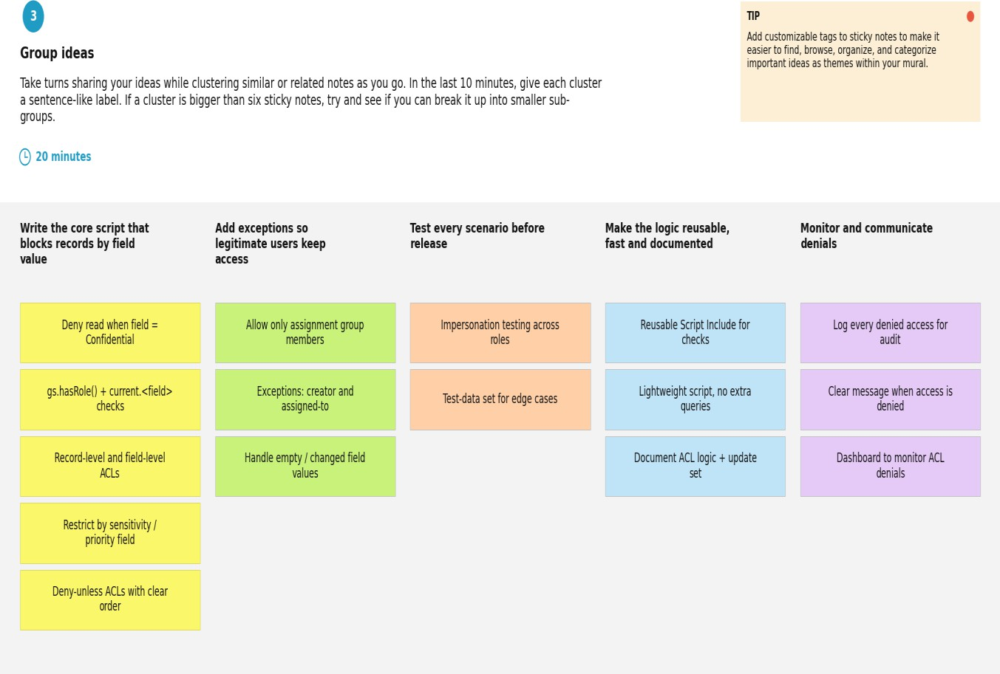 3
Group ideas
Take turns sharing your ideas while clustering similar or related notes as you go. In the last 10 minutes, give each cluster
a sentence-like label. If a cluster is bigger than six sticky notes, try and see if you can break it up into smaller sub-
groups.
20 minutes
TIP
Add customizable tags to sticky notes to make it
easier to find, browse, organize, and categorize
important ideas as themes within your mural.
Write the core script that
blocks records by field
value
Deny read when field =
Confidential
gs.hasRole() + current.<field>
checks
Record-level and field-level
ACLs
Restrict by sensitivity /
priority field
Deny-unless ACLs with clear
order
Add exceptions so
legitimate users keep
access
Allow only assignment group
members
Exceptions: creator and
assigned-to
Handle empty / changed field
values
Test every scenario before
release
Impersonation testing across
roles
Test-data set for edge cases
Make the logic reusable,
fast and documented
Reusable Script Include for
checks
Lightweight script, no extra
queries
Document ACL logic + update
set
Monitor and communicate
denials
Log every denied access for
audit
Clear message when access is
denied
Dashboard to monitor ACL
denials